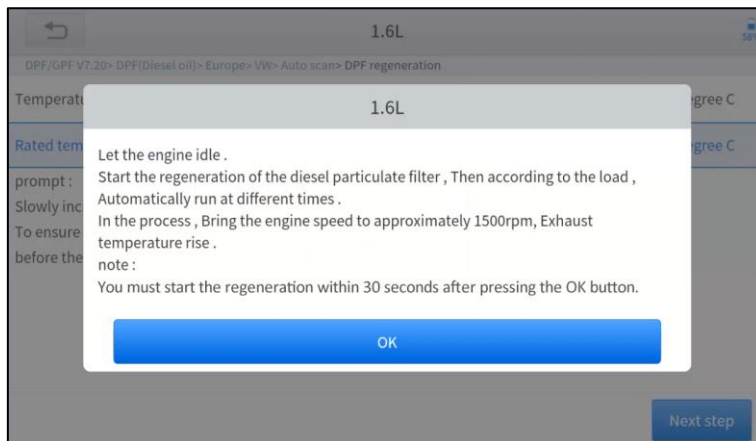 1.6L
58%
DPF/GPF V7.20> DPF(Diesel oil)> Europe> VW> Auto scan> DPF regeneration
Temperatu
egree C
1.6L
Rated tem
egree C
Let the engine idle .
Start the regeneration of the diesel particulate filter , Then according to the load ,
Automatically run at different times .
In the process , Bring the engine speed to approximately 1500rpm, Exhaust
temperature rise .
note :
You must start the regeneration within 30 seconds after pressing the OK button.
OK
prompt :
Slowly inc
To ensure
before the
Next step